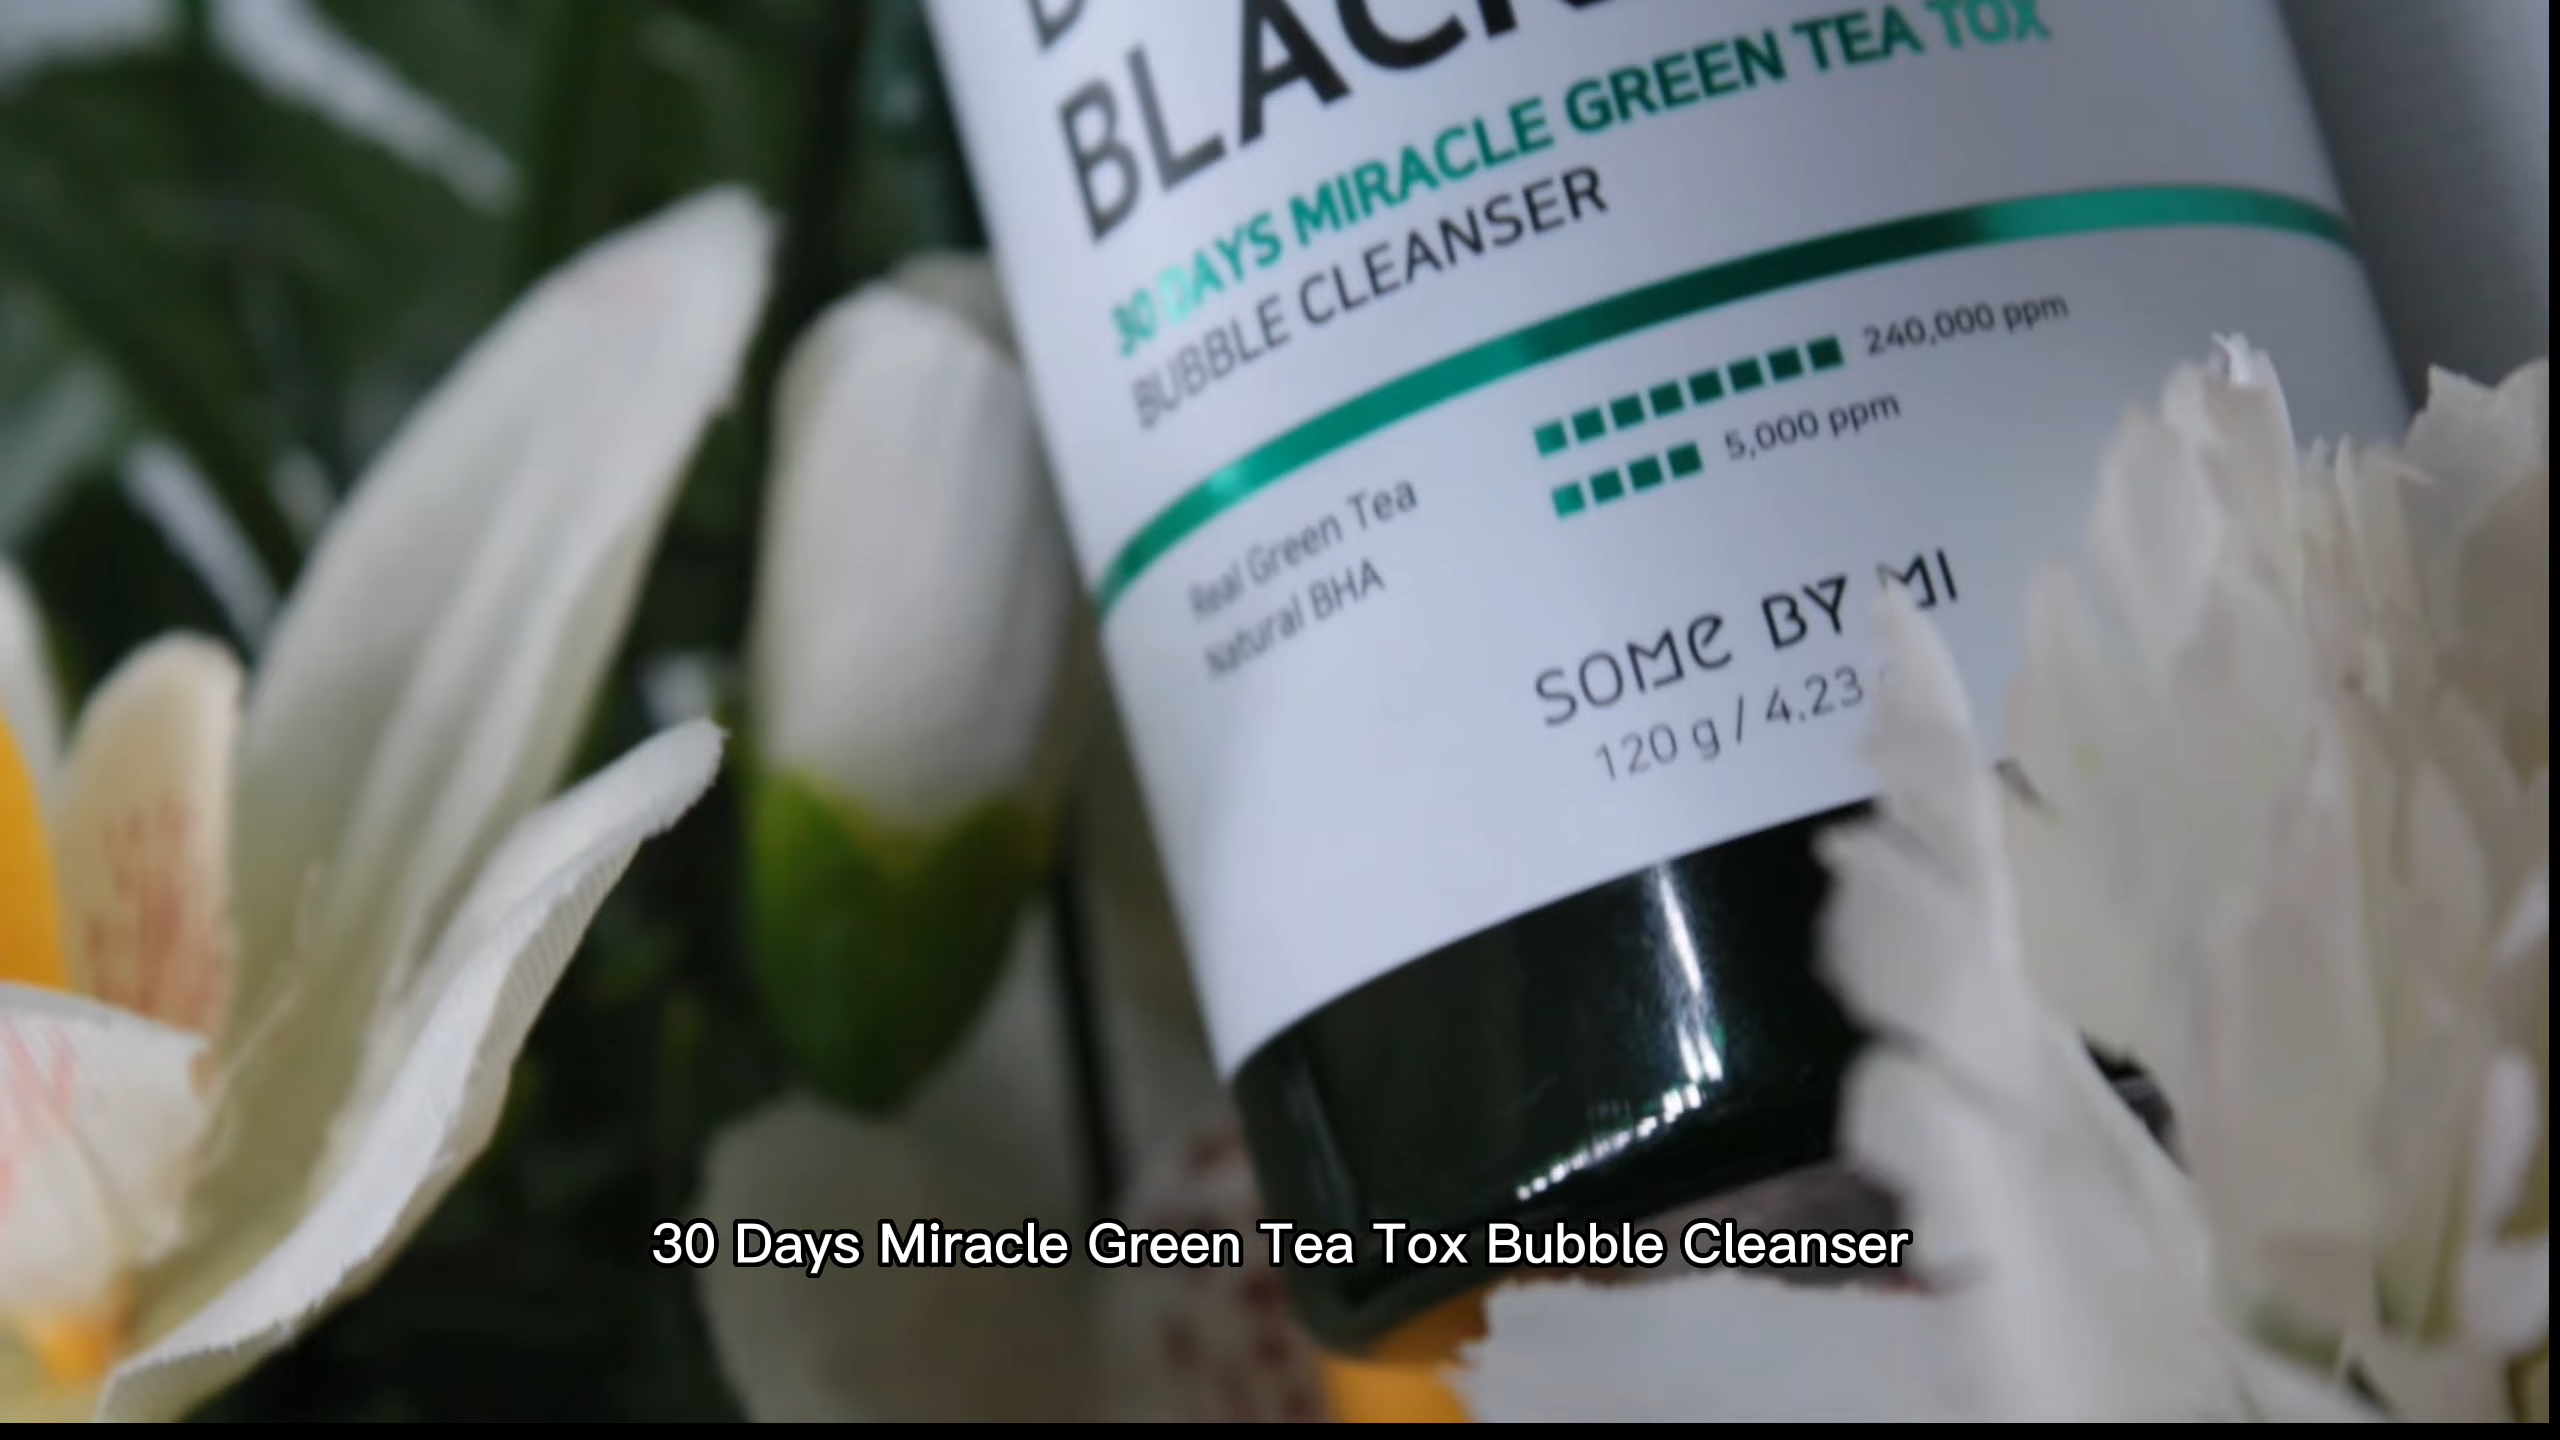 BLACK
30 DAYS MIRACLE GREEN TEA TOX
BUBBLE CLEANSER
Real Green Tea 240,000 ppm
Natural BHA 5,000 ppm
SOME BY MI
120 g / 4.23
30 Days Miracle Green Tea Tox Bubble Cleanser